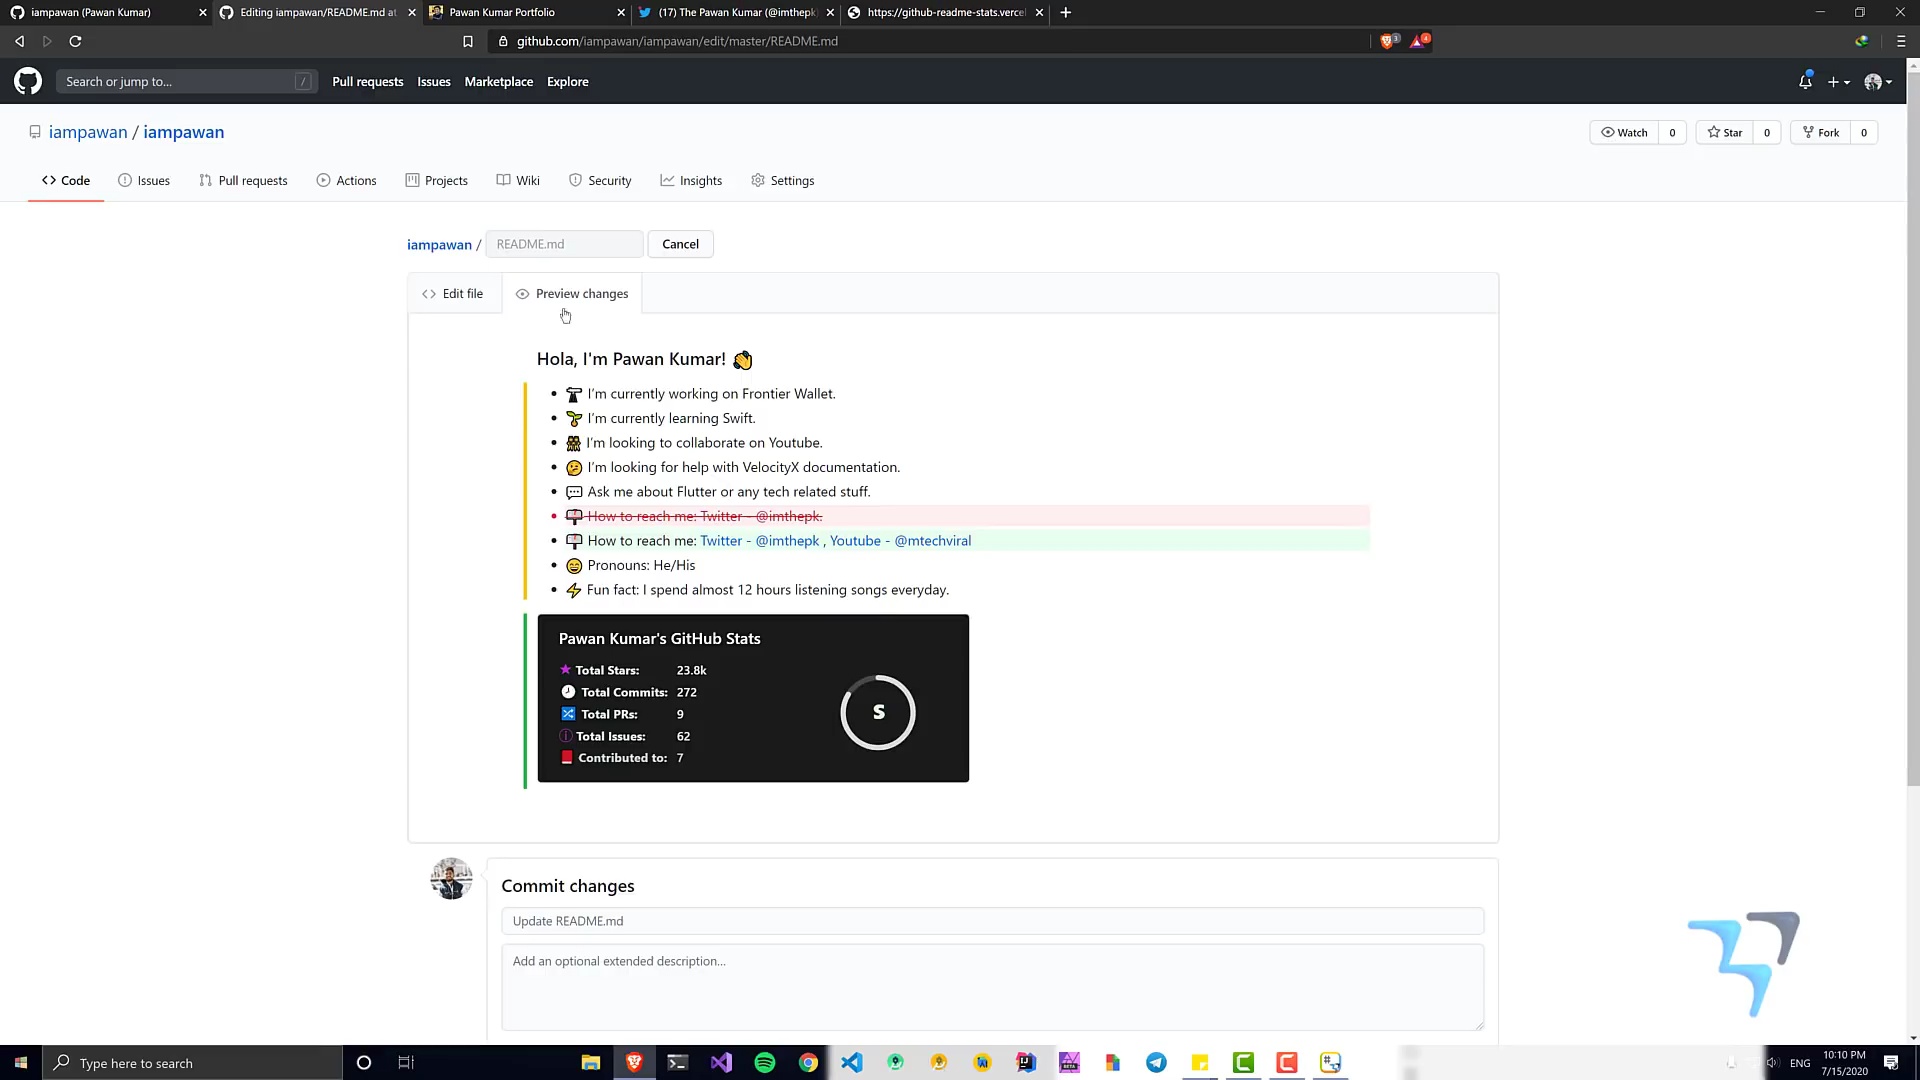 iampawan (Pawan Kumar)
Editing iampawan/README.md at
Pawan Kumar Portfolio
(17) The Pawan Kumar (@imthepk
https://github-readme-stats.vercel
github.com/iampawan/iampawan/edit/master/README.md
3
4
Search or jump to...
/
Pull requests
Issues
Marketplace
Explore
iampawan / iampawan
Watch 0
Star 0
Fork 0
Code
Issues
Pull requests
Actions
Projects
Wiki
Security
Insights
Settings
iampawan / README.md
Cancel
Edit file
Preview changes
Hola, I'm Pawan Kumar!
I'm currently working on Frontier Wallet.
I'm currently learning Swift.
I'm looking to collaborate on Youtube.
I'm looking for help with VelocityX documentation.
Ask me about Flutter or any tech related stuff.
How to reach me: Twitter - @imthepk.
How to reach me: Twitter - @imthepk , Youtube - @mtechviral
Pronouns: He/His
Fun fact: I spend almost 12 hours listening songs everyday.
Pawan Kumar's GitHub Stats
Total Stars: 23.8k
Total Commits: 272
Total PRs: 9
Total Issues: 62
Contributed to: 7
S
Commit changes
Update README.md
Add an optional extended description...
Type here to search
ENG
10:10 PM
7/15/2020